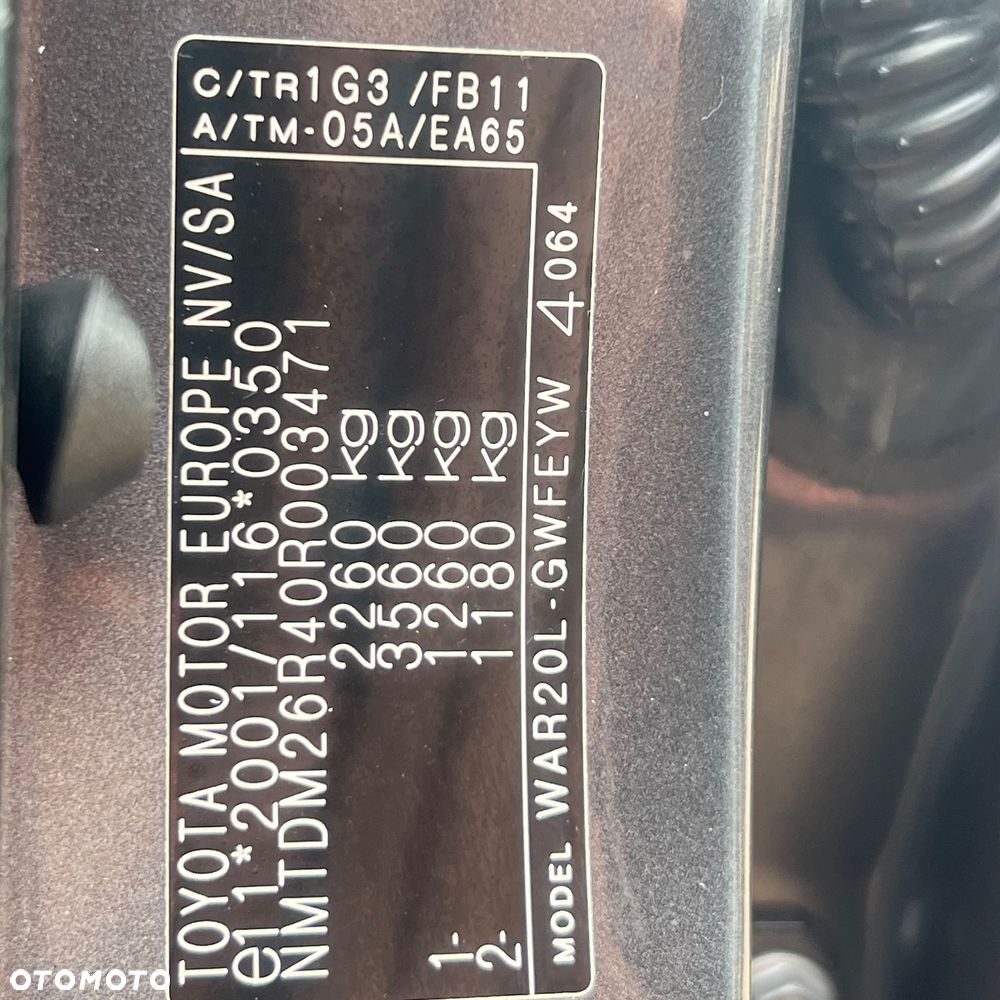 TOYOTA MOTOR EUROPE NV/SA
e11*2001/116*0350
NMTDM26R40R003471
2260 kg
3560 kg
1- 1260 kg
2- 1180 kg
MODEL WAR20L-GWFEYW 4064
C/TR1G3 /FB11
A/TM-05A/EA65
OTOMOTO